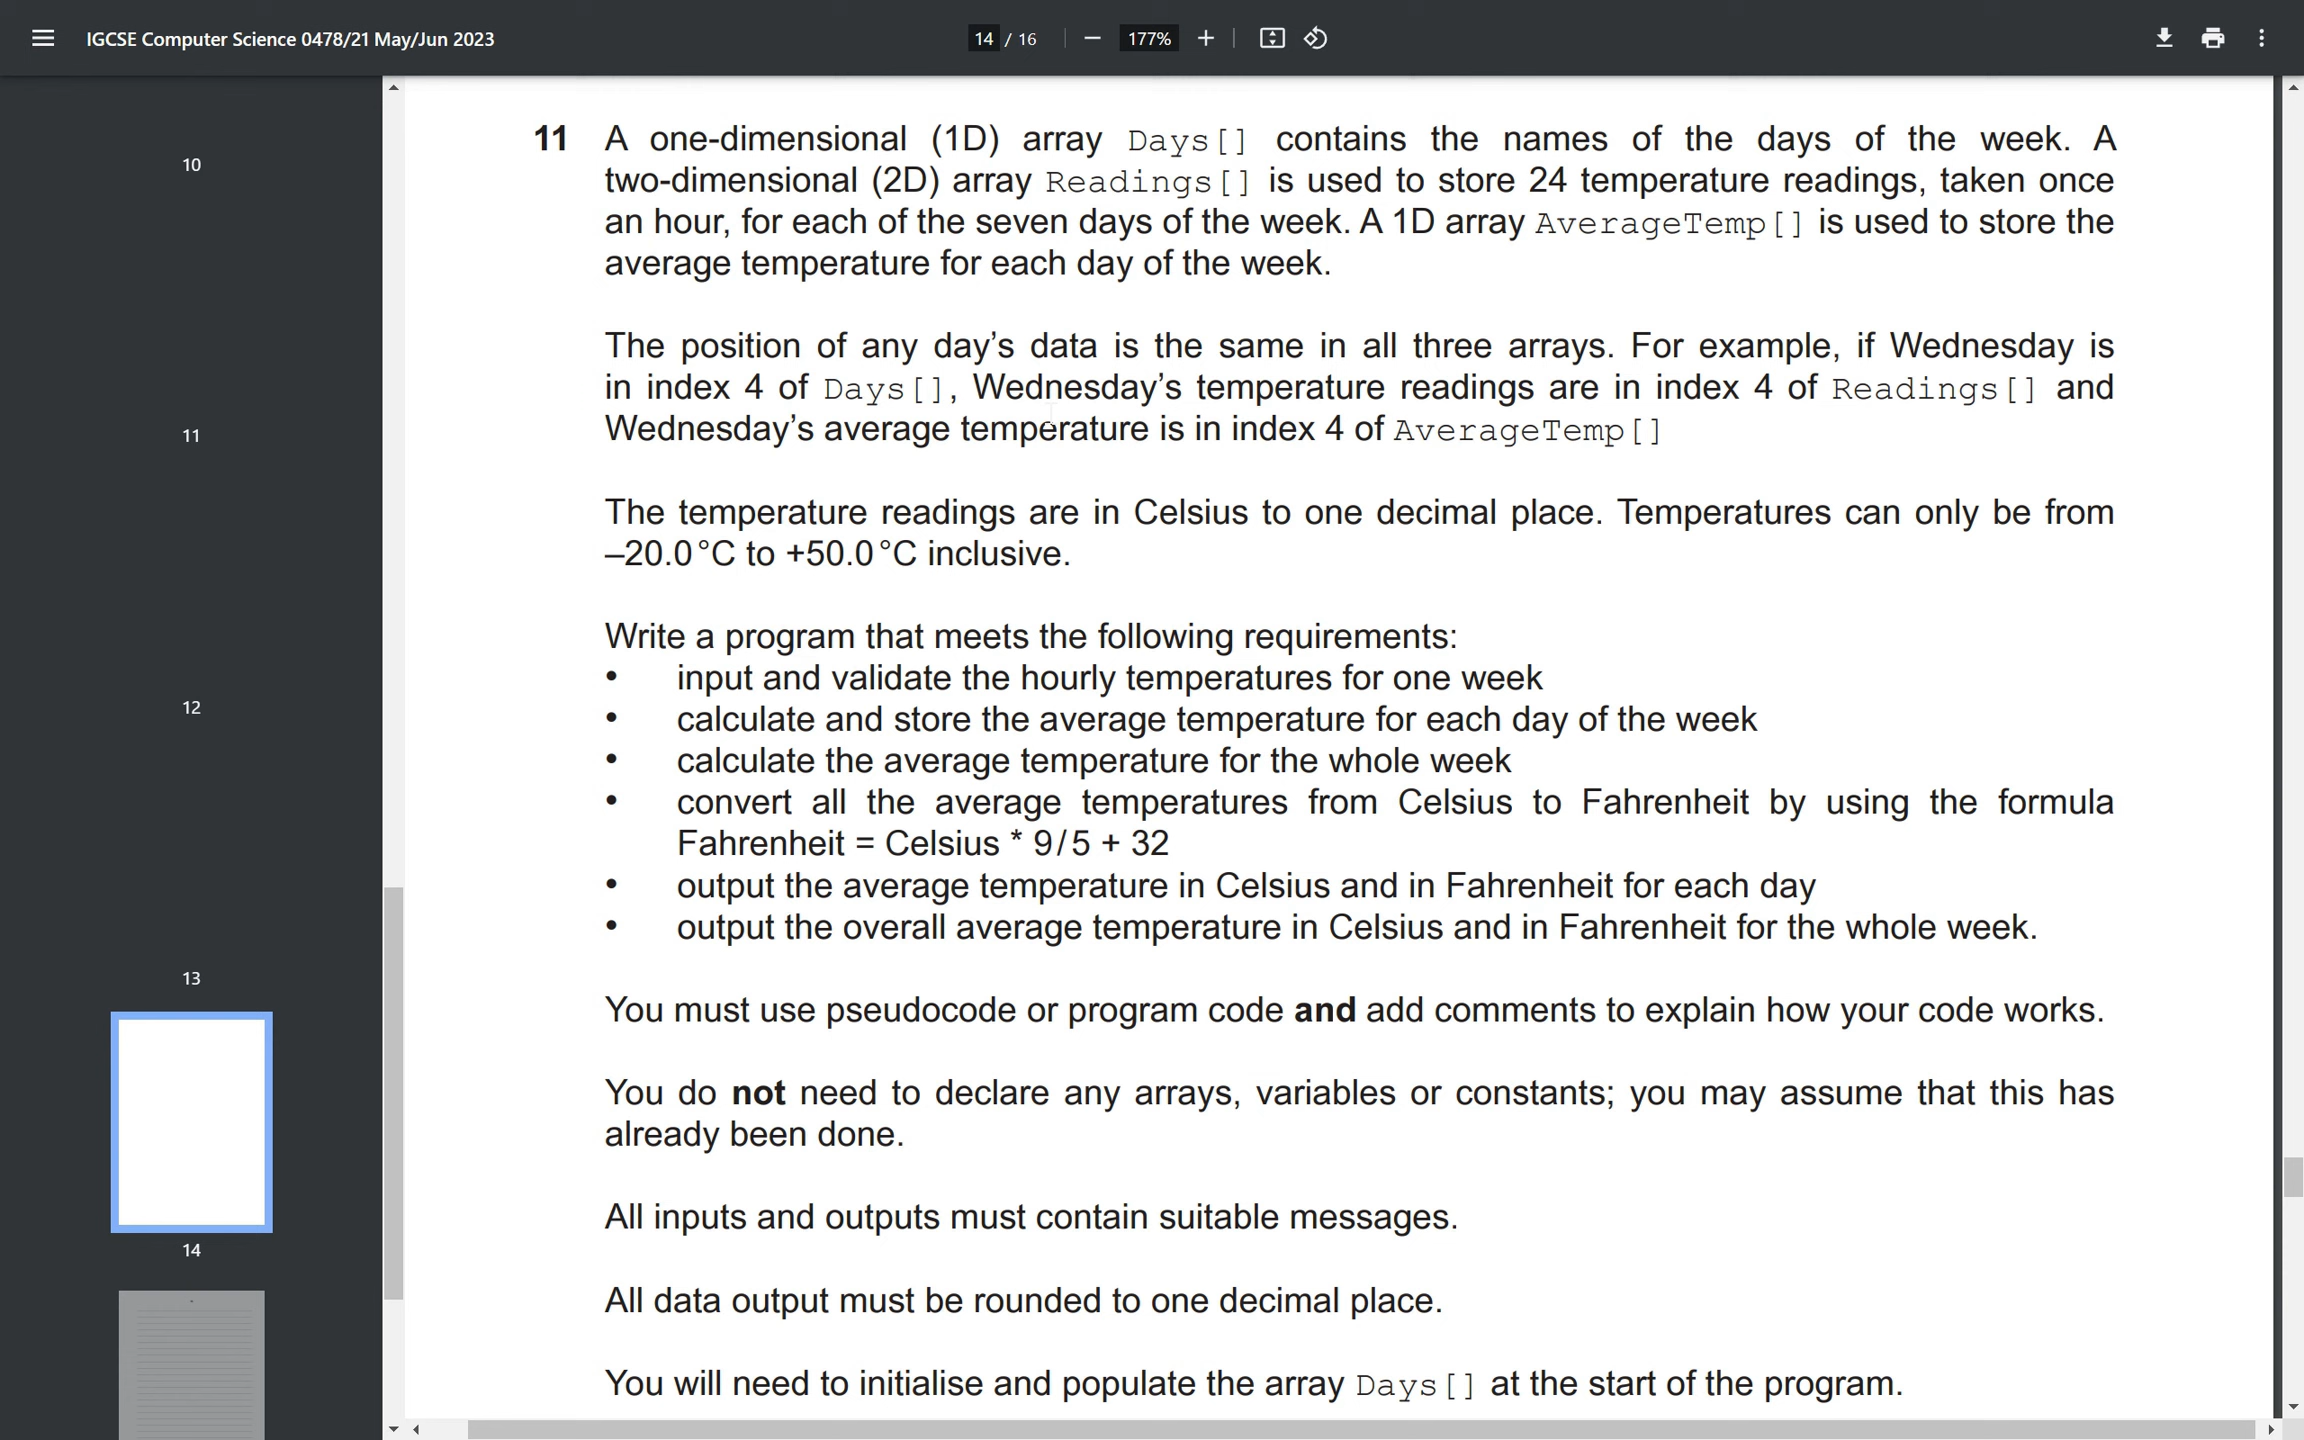 IGCSE Computer Science 0478/21 May/Jun 2023
14 / 16
177%
10
11
12
13
14
11 A one-dimensional (1D) array Days[] contains the names of the days of the week. A
two-dimensional (2D) array Readings[] is used to store 24 temperature readings, taken once
an hour, for each of the seven days of the week. A 1D array AverageTemp[] is used to store the
average temperature for each day of the week.
The position of any day’s data is the same in all three arrays. For example, if Wednesday is
in index 4 of Days[], Wednesday’s temperature readings are in index 4 of Readings[] and
Wednesday’s average temperature is in index 4 of AverageTemp[]
The temperature readings are in Celsius to one decimal place. Temperatures can only be from
–20.0°C to +50.0°C inclusive.
Write a program that meets the following requirements:
• input and validate the hourly temperatures for one week
• calculate and store the average temperature for each day of the week
• calculate the average temperature for the whole week
• convert all the average temperatures from Celsius to Fahrenheit by using the formula
Fahrenheit = Celsius * 9/5 + 32
• output the average temperature in Celsius and in Fahrenheit for each day
• output the overall average temperature in Celsius and in Fahrenheit for the whole week.
You must use pseudocode or program code and add comments to explain how your code works.
You do not need to declare any arrays, variables or constants; you may assume that this has
already been done.
All inputs and outputs must contain suitable messages.
All data output must be rounded to one decimal place.
You will need to initialise and populate the array Days[] at the start of the program.